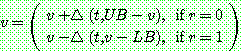 v = ( v + Δ (t,UB − v), if r = 0
v − Δ (t,v − LB), if r = 1 )